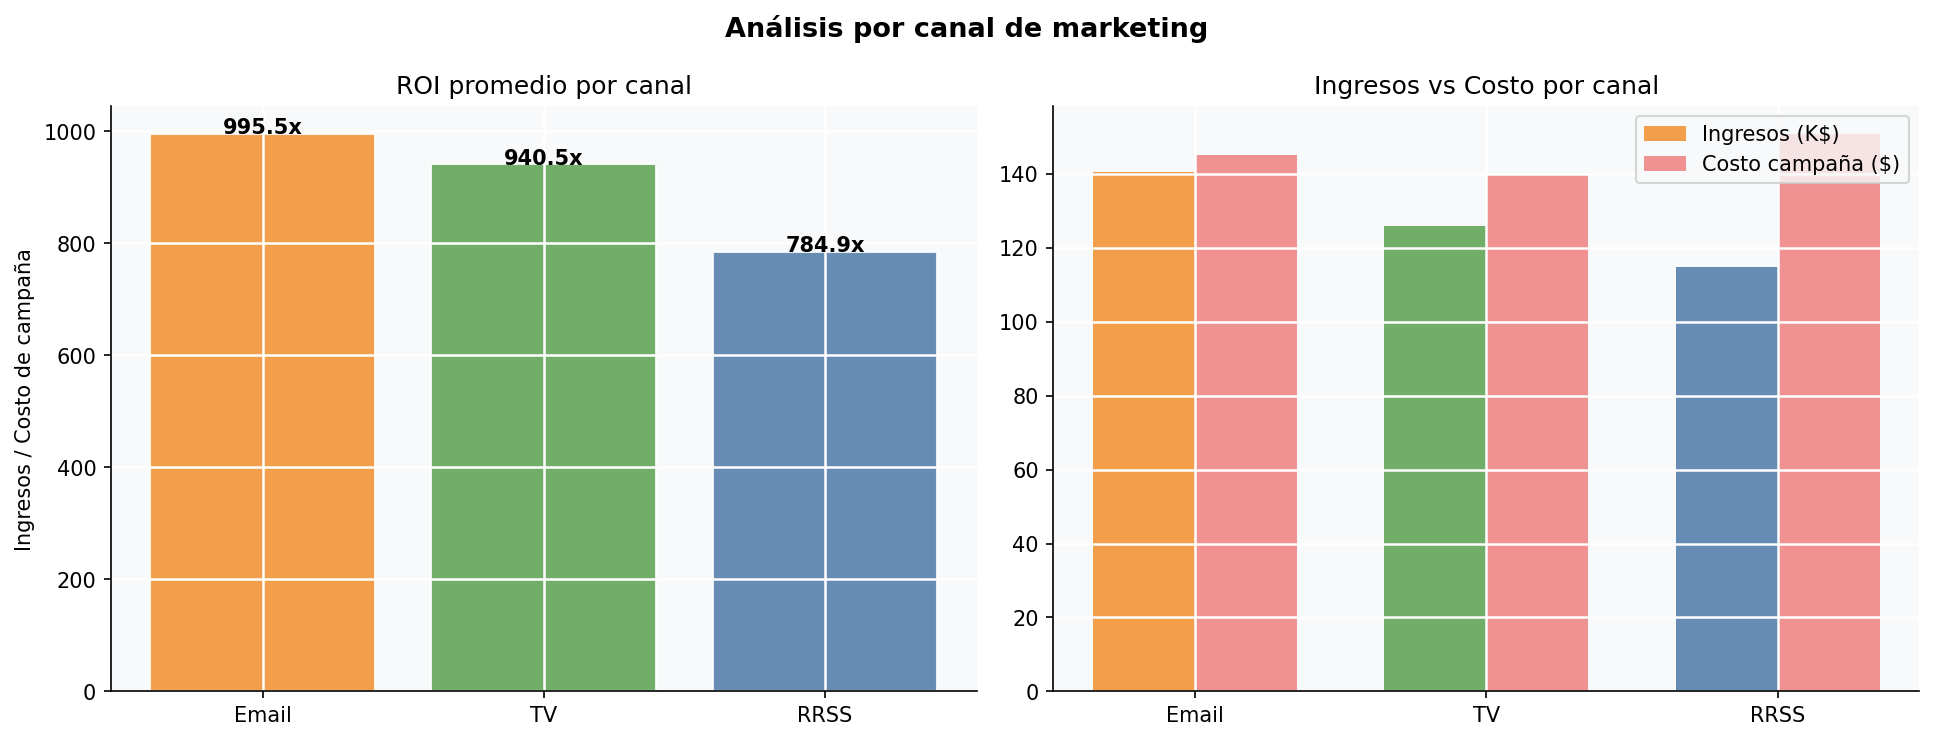 Análisis por canal de marketing
ROI promedio por canal
Ingresos / Costo de campaña
1000
800
600
400
200
0
995.5x
940.5x
784.9x
Email
TV
RRSS
Ingresos vs Costo por canal
Ingresos (K$)
Costo campaña ($)
140
120
100
80
60
40
20
0
Email
TV
RRSS